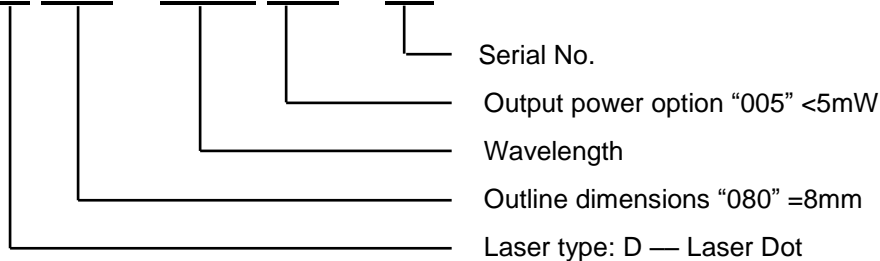 Serial No.
Output power option “005” <5mW
Wavelength
Outline dimensions “080” =8mm
Laser type: D — Laser Dot